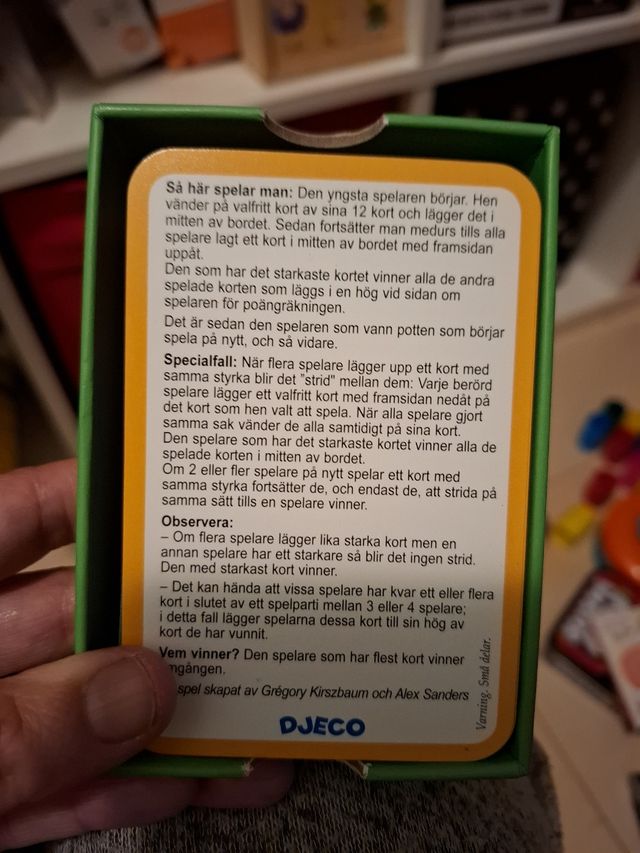 Så här spelar man: Den yngsta spelaren börjar. Hen
vänder på valfritt kort av sina 12 kort och lägger det i
mitten av bordet. Sedan fortsätter man medurs tills alla
spelare lagt ett kort i mitten av bordet med framsidan
uppåt.
Den som har det starkaste kortet vinner alla de andra
spelade korten som läggs i en hög vid sidan om
spelaren för poängräkningen.
Det är sedan den spelaren som vann potten som börjar
spela på nytt, och så vidare.
Specialfall: När flera spelare lägger upp ett kort med
samma styrka blir det "strid" mellan dem: Varje berörd
spelare lägger ett valfritt kort med framsidan nedåt på
det kort som hen valt att spela. När alla spelare gjort
samma sak vänder de alla samtidigt på sina kort.
Den spelare som har det starkaste kortet vinner alla de
spelade korten i mitten av bordet.
Om 2 eller fler spelare på nytt spelar ett kort med
samma styrka fortsätter de, och endast de, att strida på
samma sätt tills en spelare vinner.
Observera:
– Om flera spelare lägger lika starka kort men en
annan spelare har ett starkare så blir det ingen strid.
Den med starkast kort vinner.
– Det kan hända att vissa spelare har kvar ett eller flera
kort i slutet av ett spelparti mellan 3 eller 4 spelare;
i detta fall lägger spelarna dessa kort till sin hög av
kort de har vunnit.
Vem vinner? Den spelare som har flest kort vinner
mgången.
spel skapat av Grégory Kirszbaum och Alex Sanders
Varning. Små delar.
DJECO